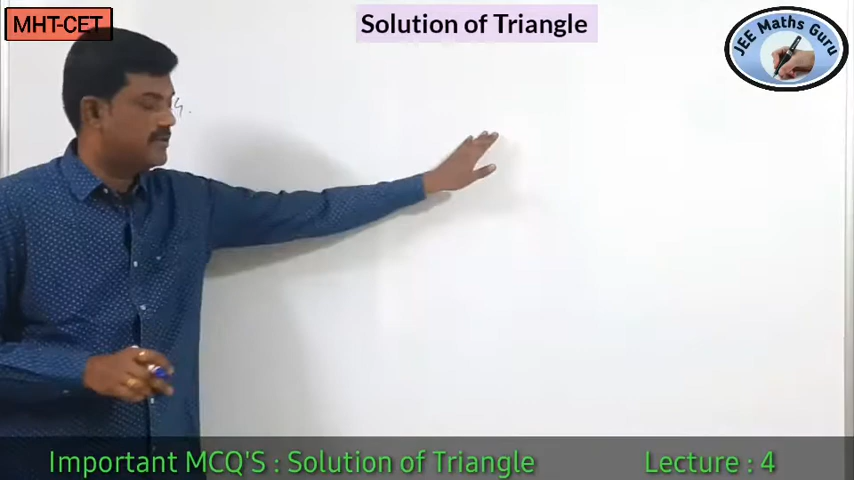 MHT-CET
Solution of Triangle
JEE Maths Guru
Important MCQ'S : Solution of Triangle
Lecture : 4